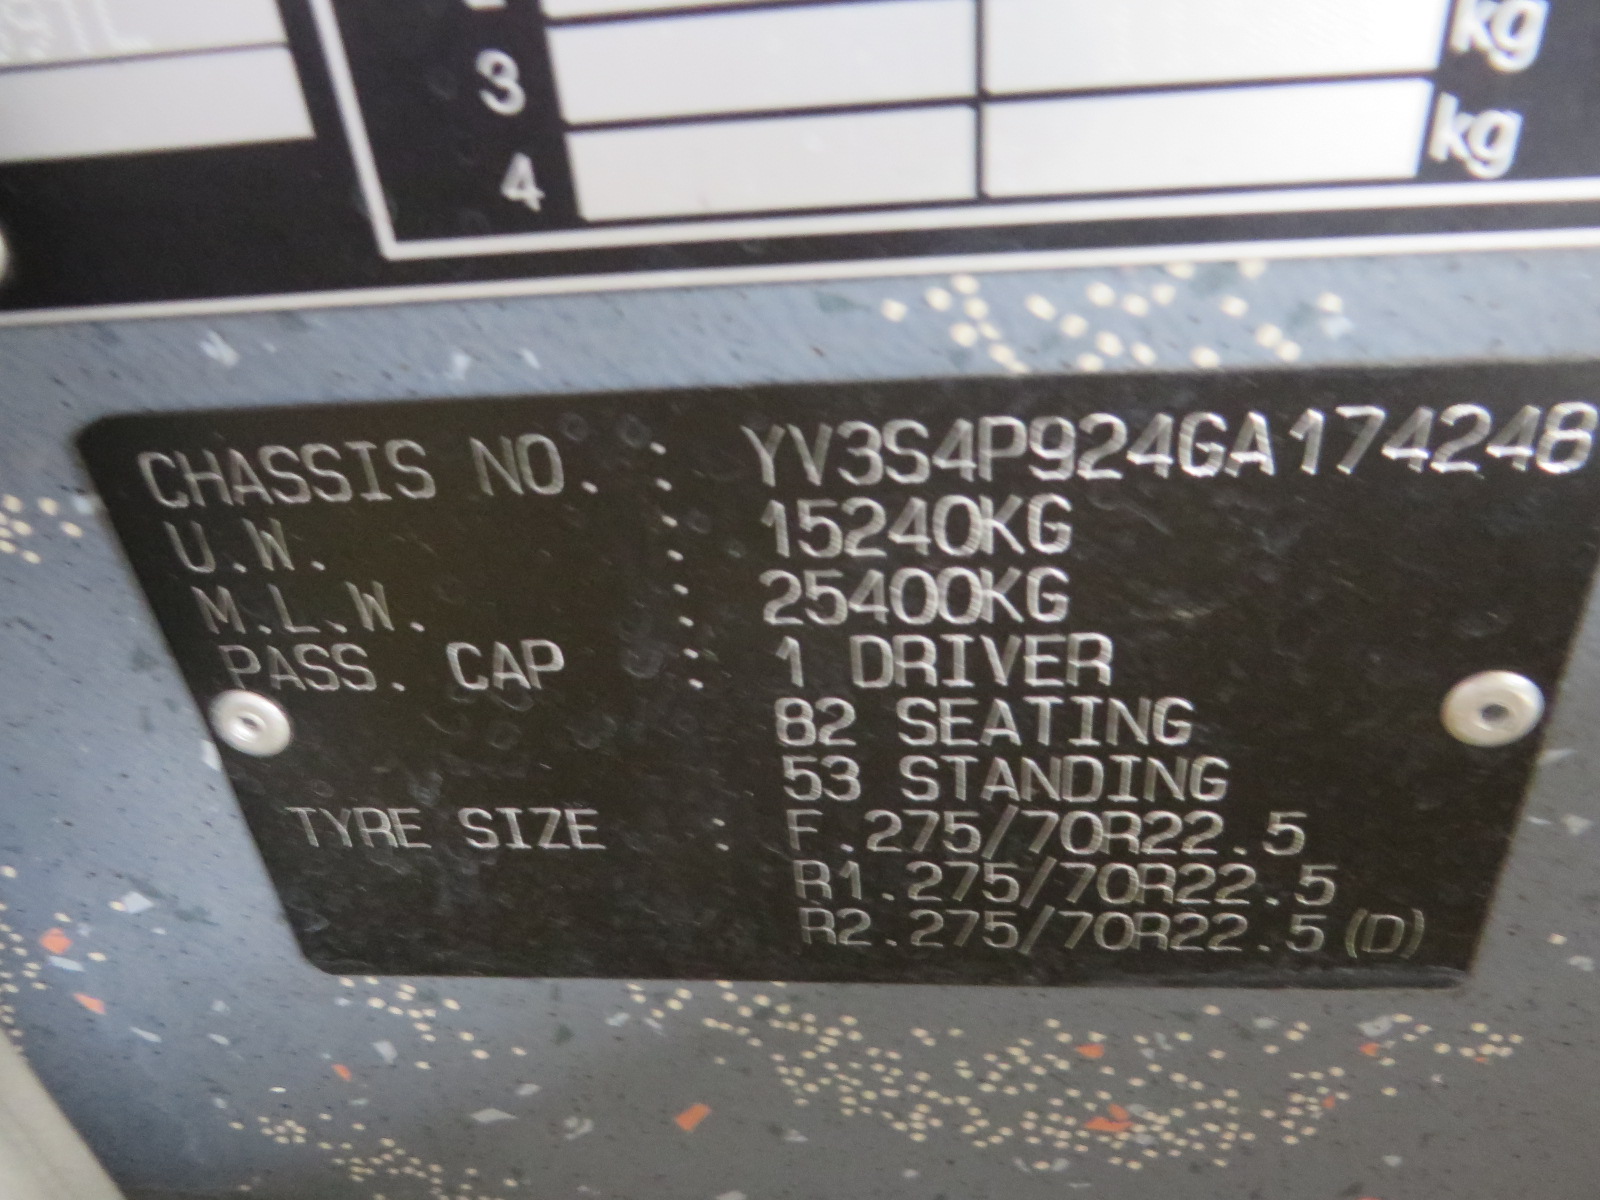 3
kg
4
kg
CHASSIS NO. : YV3S4P924GA174248
U.W. : 15240KG
M.L.W. : 25400KG
PASS. CAP : 1 DRIVER
82 SEATING
53 STANDING
TYRE SIZE : F.275/70R22.5
R1.275/70R22.5
R2.275/70R22.5(D)